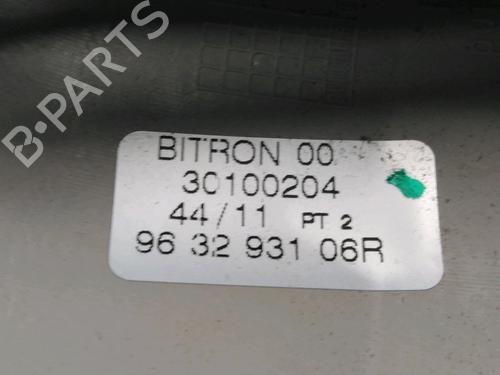 BITRON 00
30100204
44/11 PT 2
96 32 931 06R
B-PARTS